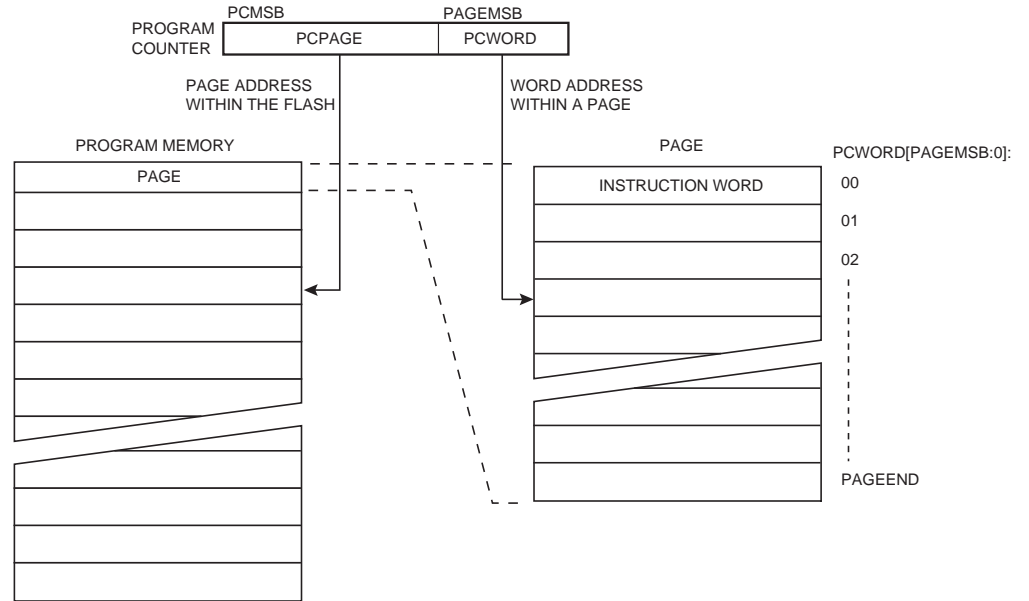 PCMSB
PAGEMSB
PROGRAM
COUNTER
PCPAGE
PCWORD
PAGE ADDRESS
WITHIN THE FLASH
WORD ADDRESS
WITHIN A PAGE
PROGRAM MEMORY
PAGE
PAGE
PCWORD[PAGEMSB:0]:
INSTRUCTION WORD
00
01
02
PAGEEND